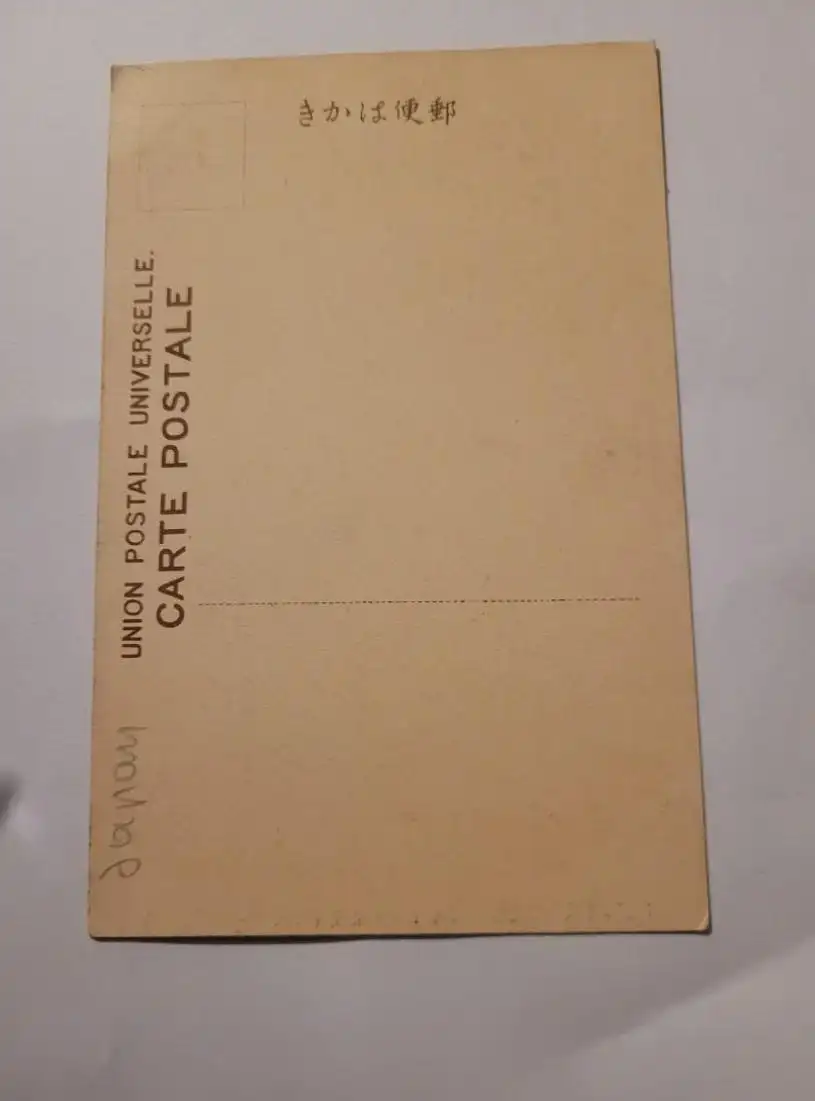 郵便はかき
UNION POSTALE UNIVERSELLE.
CARTE POSTALE
Japan